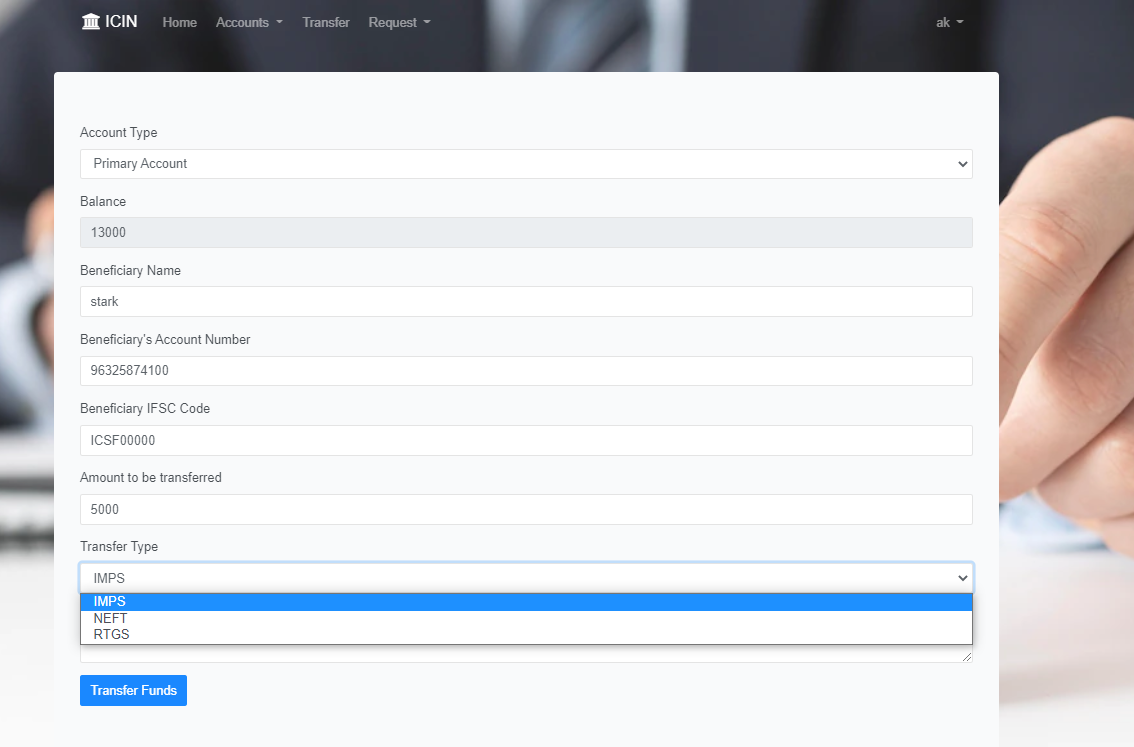 ICIN Home Accounts Transfer Request ak
Account Type
Primary Account
Balance
13000
Beneficiary Name
stark
Beneficiary's Account Number
96325874100
Beneficiary IFSC Code
ICSF00000
Amount to be transferred
5000
Transfer Type
IMPS
IMPS
NEFT
RTGS
Transfer Funds